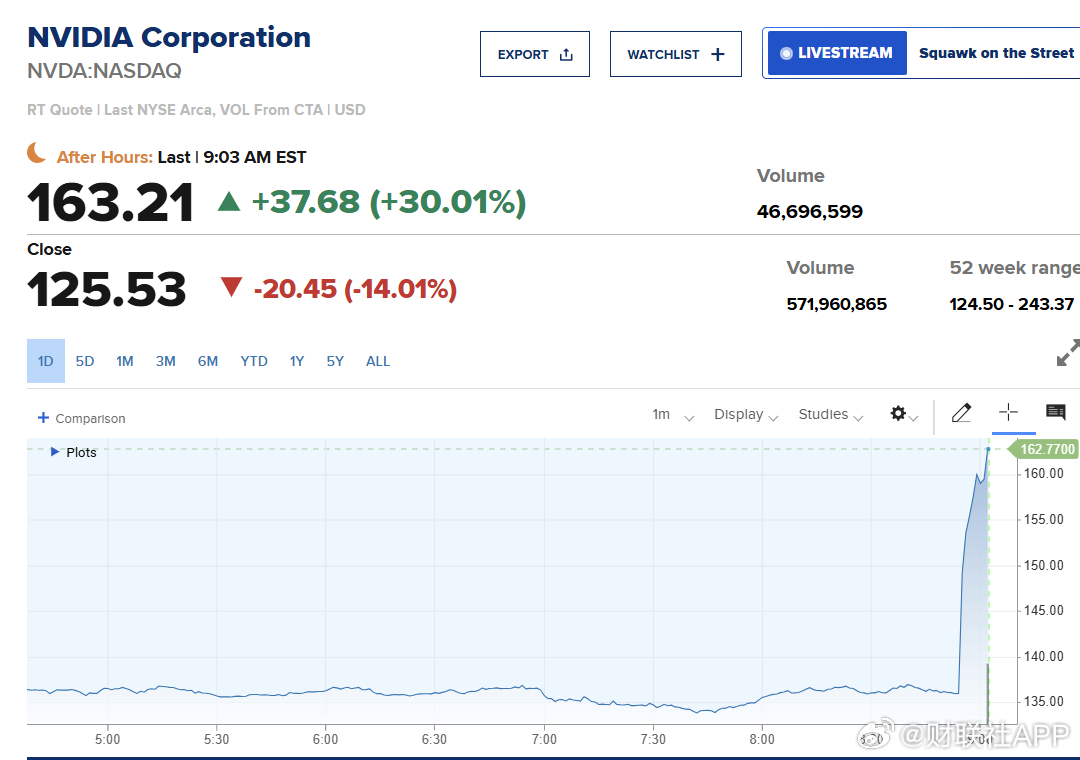 NVIDIA Corporation
NVDA:NASDAQ
EXPORT
WATCHLIST +
LIVESTREAM
Squawk on the Street
RT Quote | Last NYSE Arca, VOL From CTA | USD
After Hours: Last | 9:03 AM EST
163.21 ▲ +37.68 (+30.01%)
Volume
46,696,599
Close
125.53 ▼ -20.45 (-14.01%)
Volume
571,960,865
52 week range
124.50 - 243.37
1D 5D 1M 3M 6M YTD 1Y 5Y ALL
+ Comparison
1m Display Studies
Plots
162.7700
160.00
155.00
150.00
145.00
140.00
135.00
5:00 5:30 6:00 6:30 7:00 7:30 8:00
@财联社APP